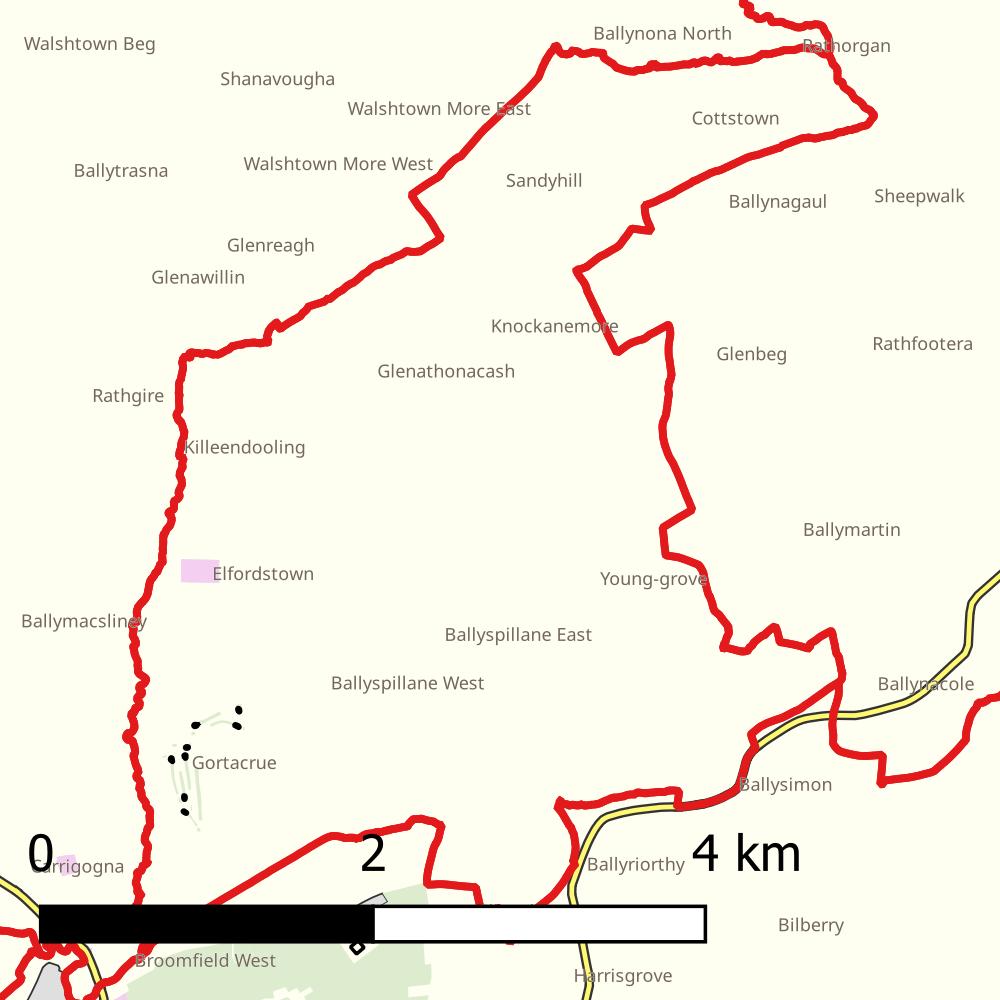 Ballynona North
Walshtown Beg
Rathorgan
Shanavougha
Walshtown More East
Cottstown
Walshtown More West
Ballytrasna
Sandyhill
Sheepwalk
Ballynagaul
Glenreagh
Glenawillin
Knockanemore
Rathfootera
Glenbeg
Glenathonacash
Rathgire
Killeendooling
Ballymartin
Elfordstown
Young-grove
Ballymacsliney
Ballyspillane East
Ballyspillane West
Ballynacole
Gortacrue
Ballysimon
0 2 4 km
Carrigogna
Ballyriorthy
Bilberry
Broomfield West
Harrisgrove